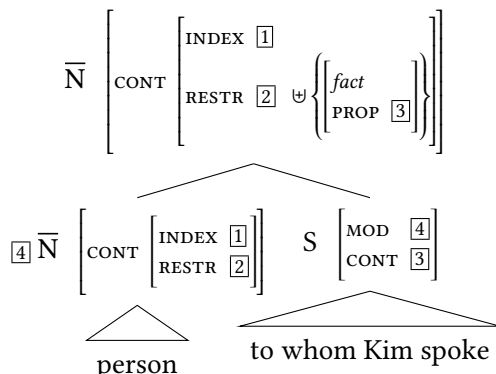 N̅ [CONT [INDEX 1
RESTR 2 ⊎ {[fact
PROP 3]}]]
4 N̅ [CONT [INDEX 1
RESTR 2]] S [MOD 4
CONT 3]
person to whom Kim spoke